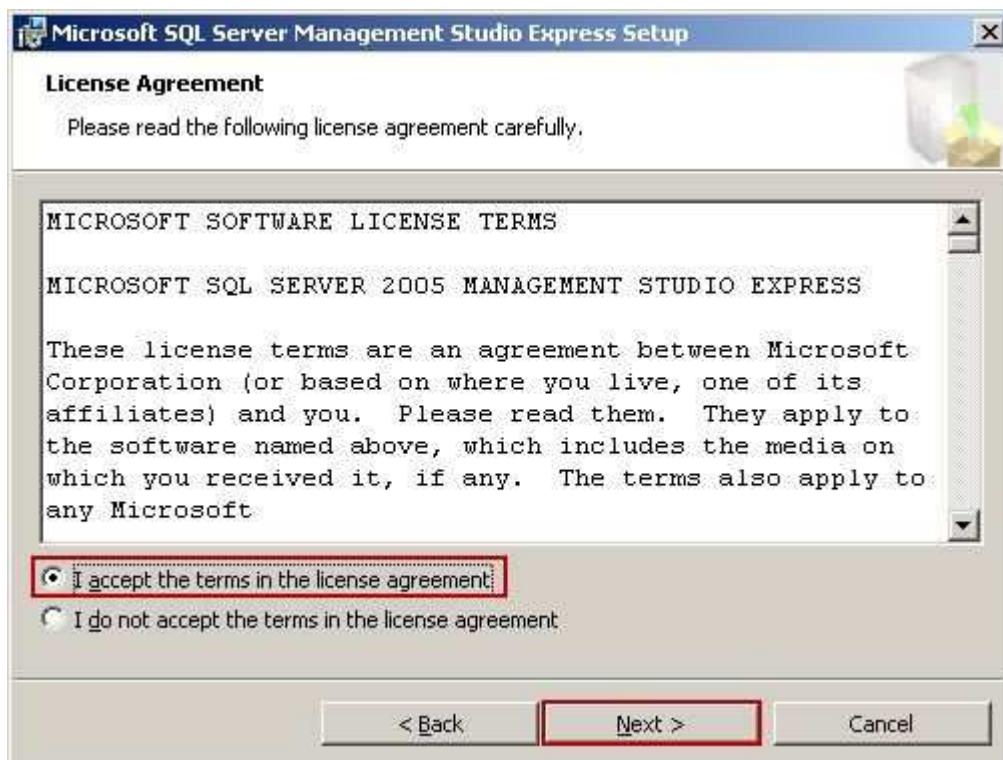 Microsoft SQL Server Management Studio Express Setup
License Agreement
Please read the following license agreement carefully.
MICROSOFT SOFTWARE LICENSE TERMS
MICROSOFT SQL SERVER 2005 MANAGEMENT STUDIO EXPRESS
These license terms are an agreement between Microsoft
Corporation (or based on where you live, one of its
affiliates) and you.  Please read them.  They apply to
the software named above, which includes the media on
which you received it, if any.  The terms also apply to
any Microsoft
I accept the terms in the license agreement
I do not accept the terms in the license agreement
< Back Next > Cancel